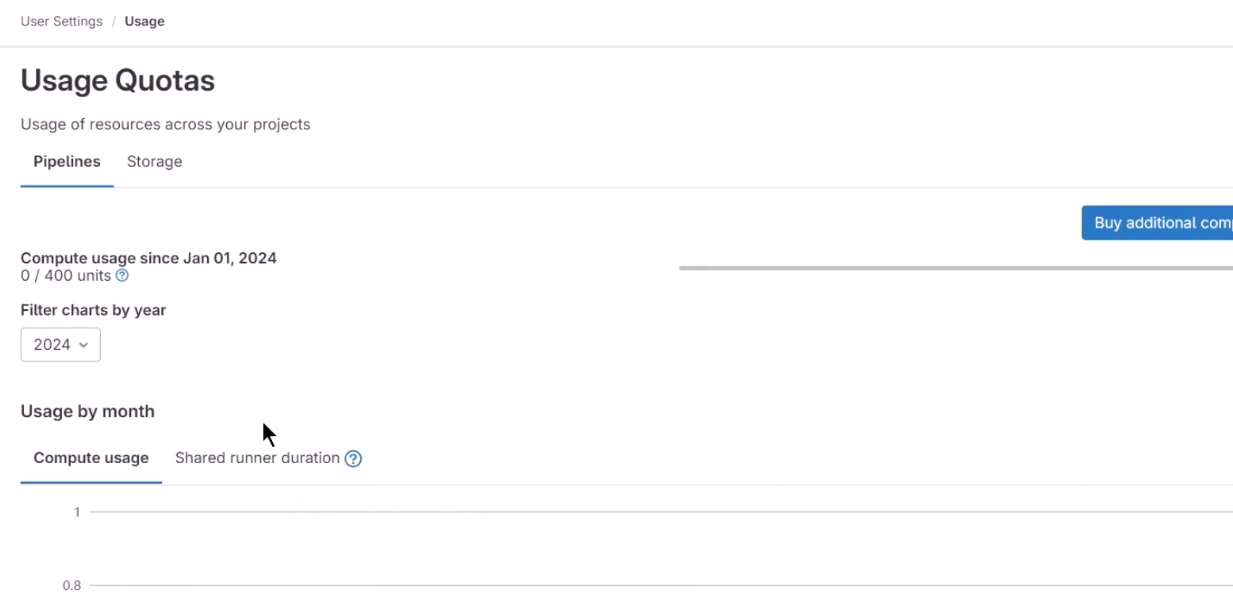 User Settings / Usage
Usage Quotas
Usage of resources across your projects
Pipelines Storage
Buy additional
Compute usage since Jan 01, 2024
0 / 400 units ?
Filter charts by year
2024
Usage by month
Compute usage Shared runner duration ?
1
0.8